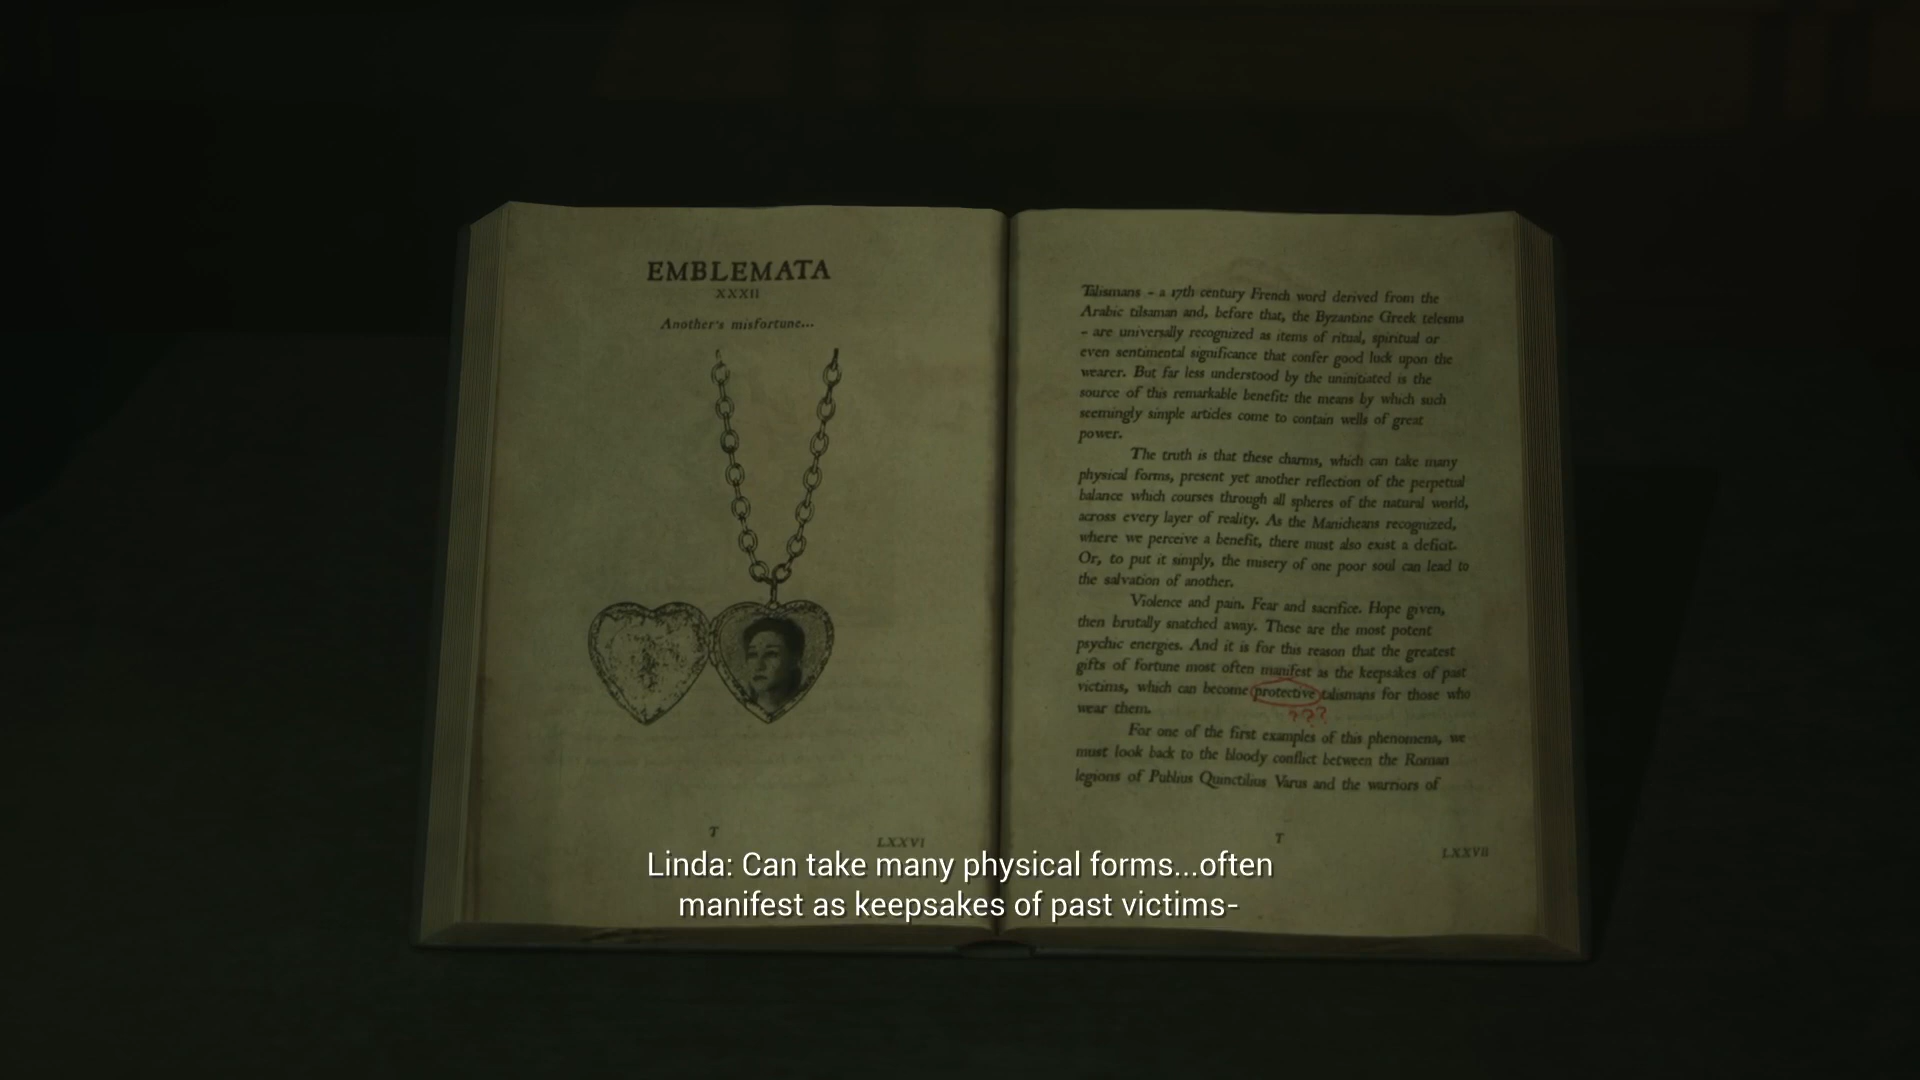 EMBLEMATA
XXXII
Another's misfortune...
T
LXXVI
Talismans - a 17th century French word derived from the
Arabic tilsaman and, before that, the Byzantine Greek telesma
- are universally recognized as items of ritual, spiritual or
even sentimental significance that confer good luck upon the
wearer. But far less understood by the uninitiated is the
source of this remarkable benefit: the means by which such
seemingly simple articles come to contain wells of great
power.
The truth is that these charms, which can take many
physical forms, present yet another reflection of the perpetual
balance which courses through all spheres of the natural world,
across every layer of reality. As the Manicheans recognized,
where we perceive a benefit, there must also exist a deficit.
Or, to put it simply, the misery of one poor soul can lead to
the salvation of another.
Violence and pain. Fear and sacrifice. Hope given,
then brutally snatched away. These are the most potent
psychic energies. And it is for this reason that the greatest
gifts of fortune most often manifest as the keepsakes of past
victims, which can become protective talismans for those who
wear them.
???
For one of the first examples of this phenomena, we
must look back to the bloody conflict between the Roman
legions of Publius Quinctilius Varus and the warriors of
T
LXXVII
Linda: Can take many physical forms...often
manifest as keepsakes of past victims-